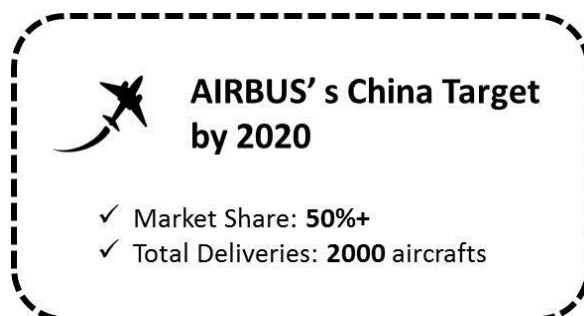 AIRBUS’ s China Target
by 2020
✓ Market Share: 50%+
✓ Total Deliveries: 2000 aircrafts